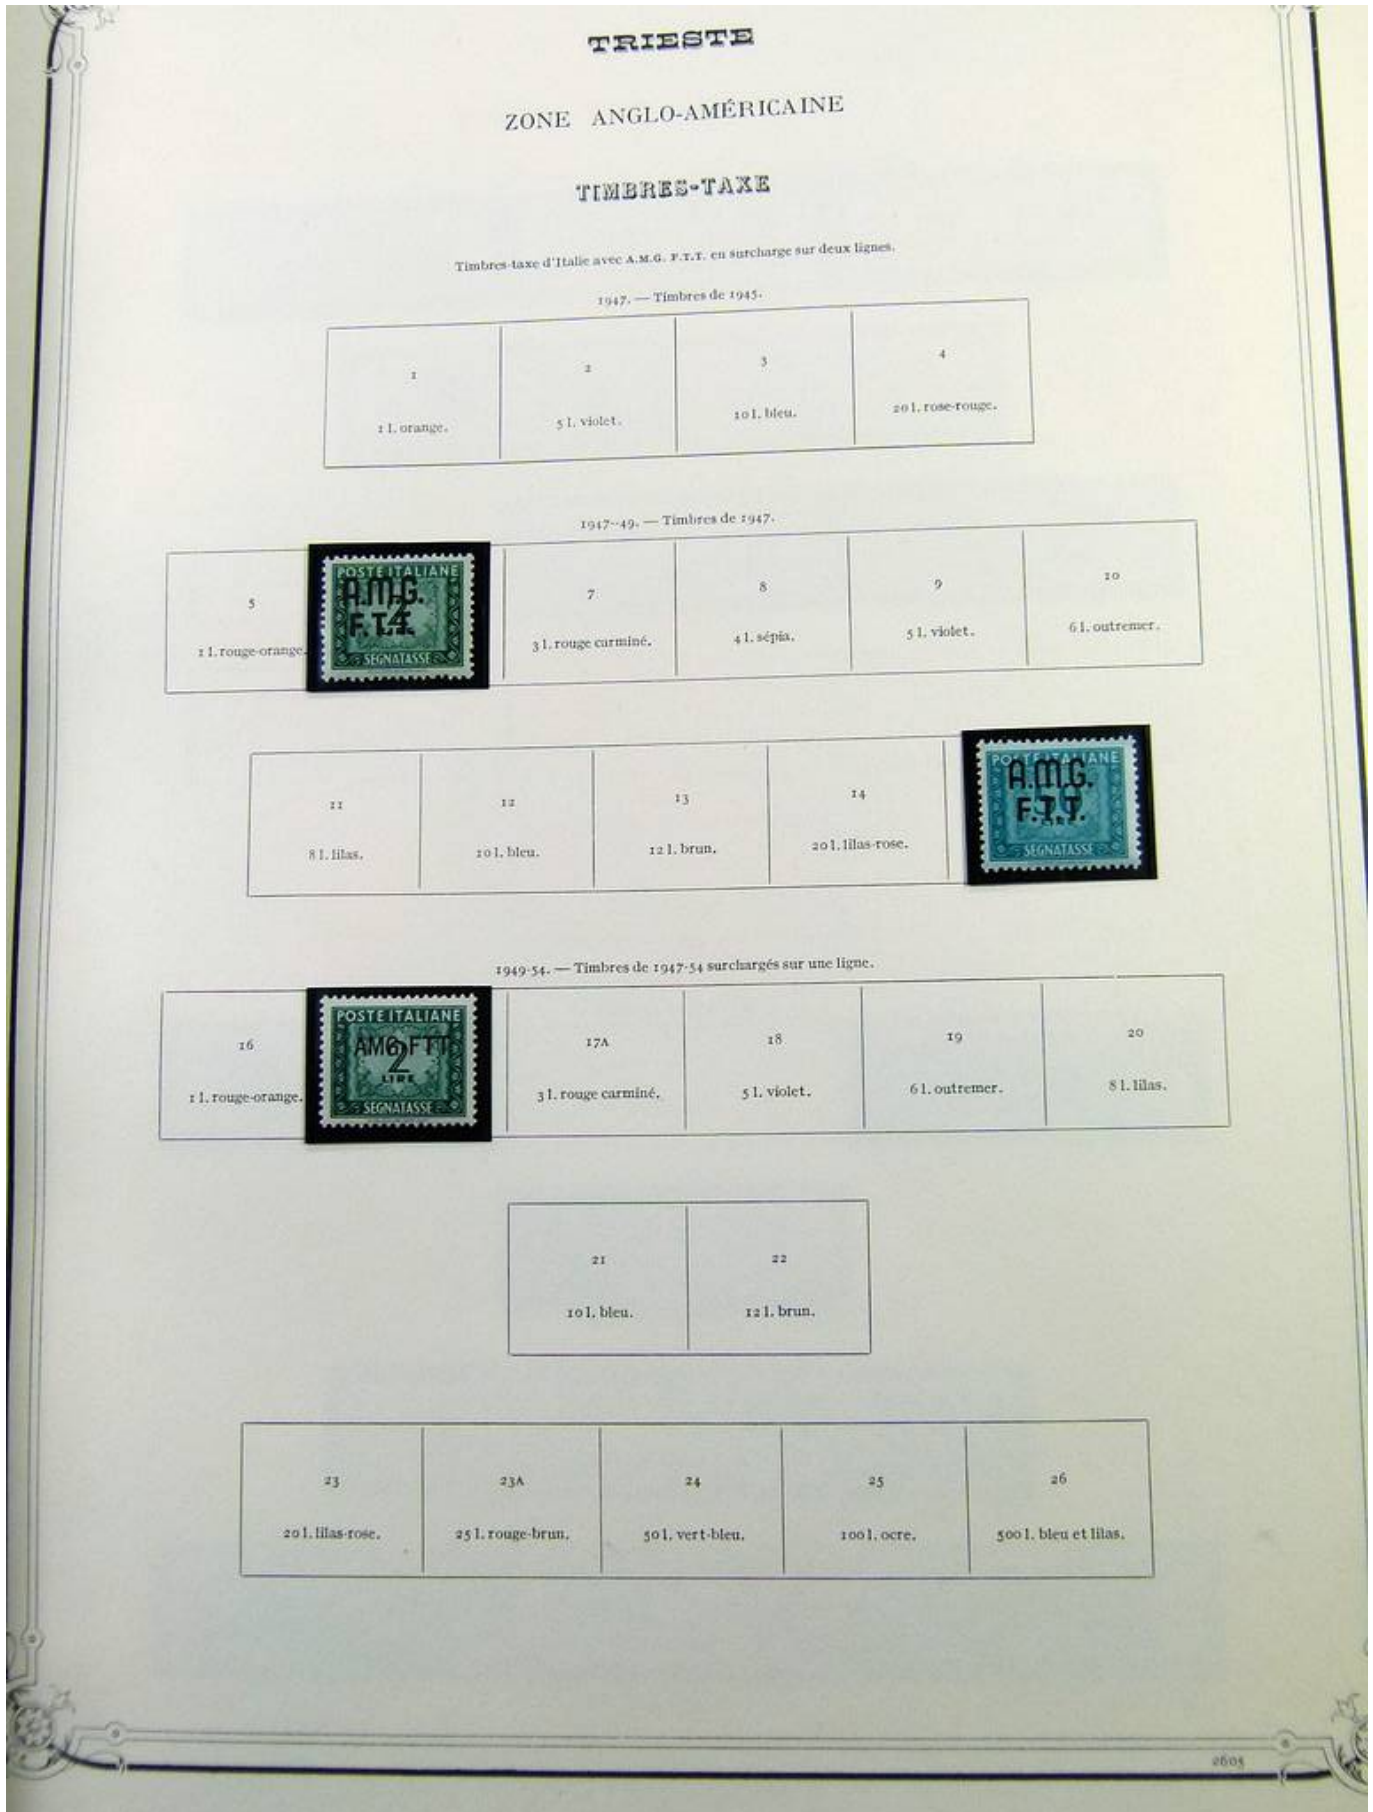 TRIESTE
ZONE ANGLO-AMÉRICAINE
TIMBRES-TAXE
Timbres-taxe d'Italie avec A.M.G. F.T.T. en surcharge sur deux lignes.
1947. — Timbres de 1945.
1 2 3 4
1 l. orange. 5 l. violet. 10 l. bleu. 20 l. rose-rouge.
1947-49. — Timbres de 1947.
5 7 8 9 10
1 l. rouge-orange. 3 l. rouge carminé. 4 l. sépia. 5 l. violet. 6 l. outremer.
POSTE ITALIANE
A.M.G.
F.T.T.
SEGNATASSE
11 12 13 14
8 l. lilas. 10 l. bleu. 12 l. brun. 20 l. lilas-rose.
POSTE ITALIANE
A.M.G.
F.T.T.
LIRE
SEGNATASSE
1949-54. — Timbres de 1947-54 surchargés sur une ligne.
16 17A 18 19 20
1 l. rouge-orange. 3 l. rouge carminé. 5 l. violet. 6 l. outremer. 8 l. lilas.
POSTE ITALIANE
AMG-FTT
2
LIRE
SEGNATASSE
21 22
10 l. bleu. 12 l. brun.
23 23A 24 25 26
20 l. lilas-rose. 25 l. rouge-brun. 50 l. vert-bleu. 100 l. ocre. 500 l. bleu et lilas.
2605